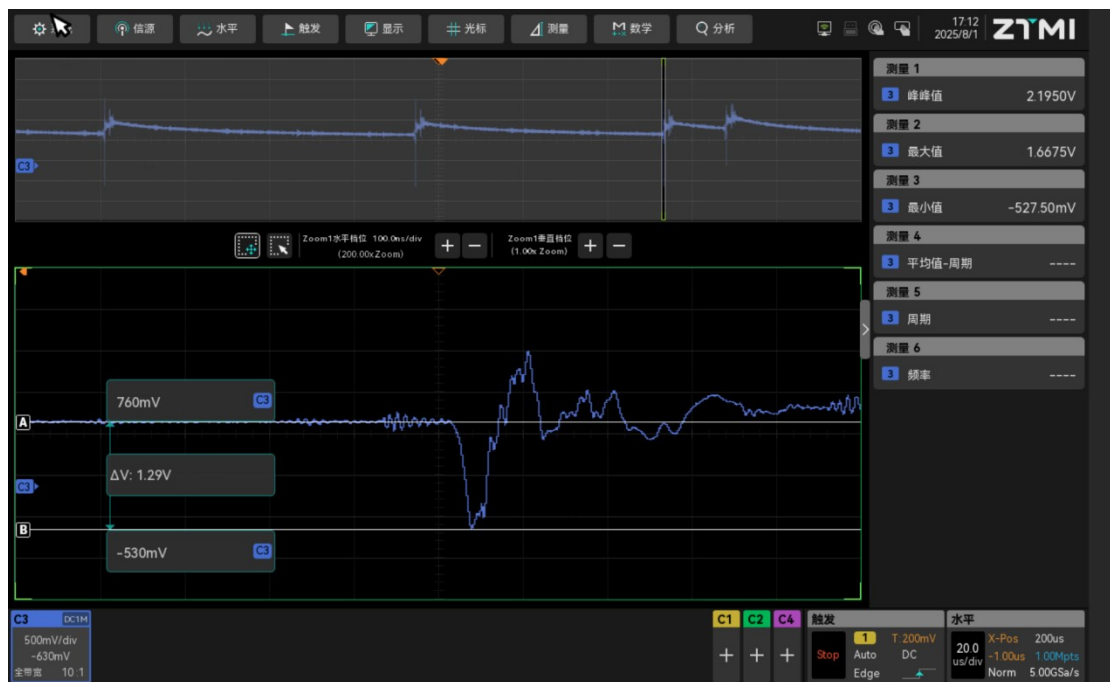 信源
水平
触发
显示
光标
测量
数学
分析
17:12
2025/8/1
ZTMI
测量 1
3 峰峰值 2.1950V
测量 2
3 最大值 1.6675V
测量 3
3 最小值 -527.50mV
测量 4
3 平均值-周期 ----
测量 5
3 周期 ----
测量 6
3 频率 ----
C3
Zoom1水平档位 100.0ns/div
(200.00x Zoom)
+ −
Zoom1垂直档位
(1.00x Zoom)
+ −
760mV C3
A
ΔV: 1.29V
C3
B
-530mV C3
C3 DC1M
500mV/div
-630mV
全带宽 10:1
C1 C2 C4
+ + +
触发
Stop
1 T:200mV
Auto DC
Edge
水平
20.0
us/div
X-Pos 200us
-1.00us 1.00Mpts
Norm 5.00GSa/s